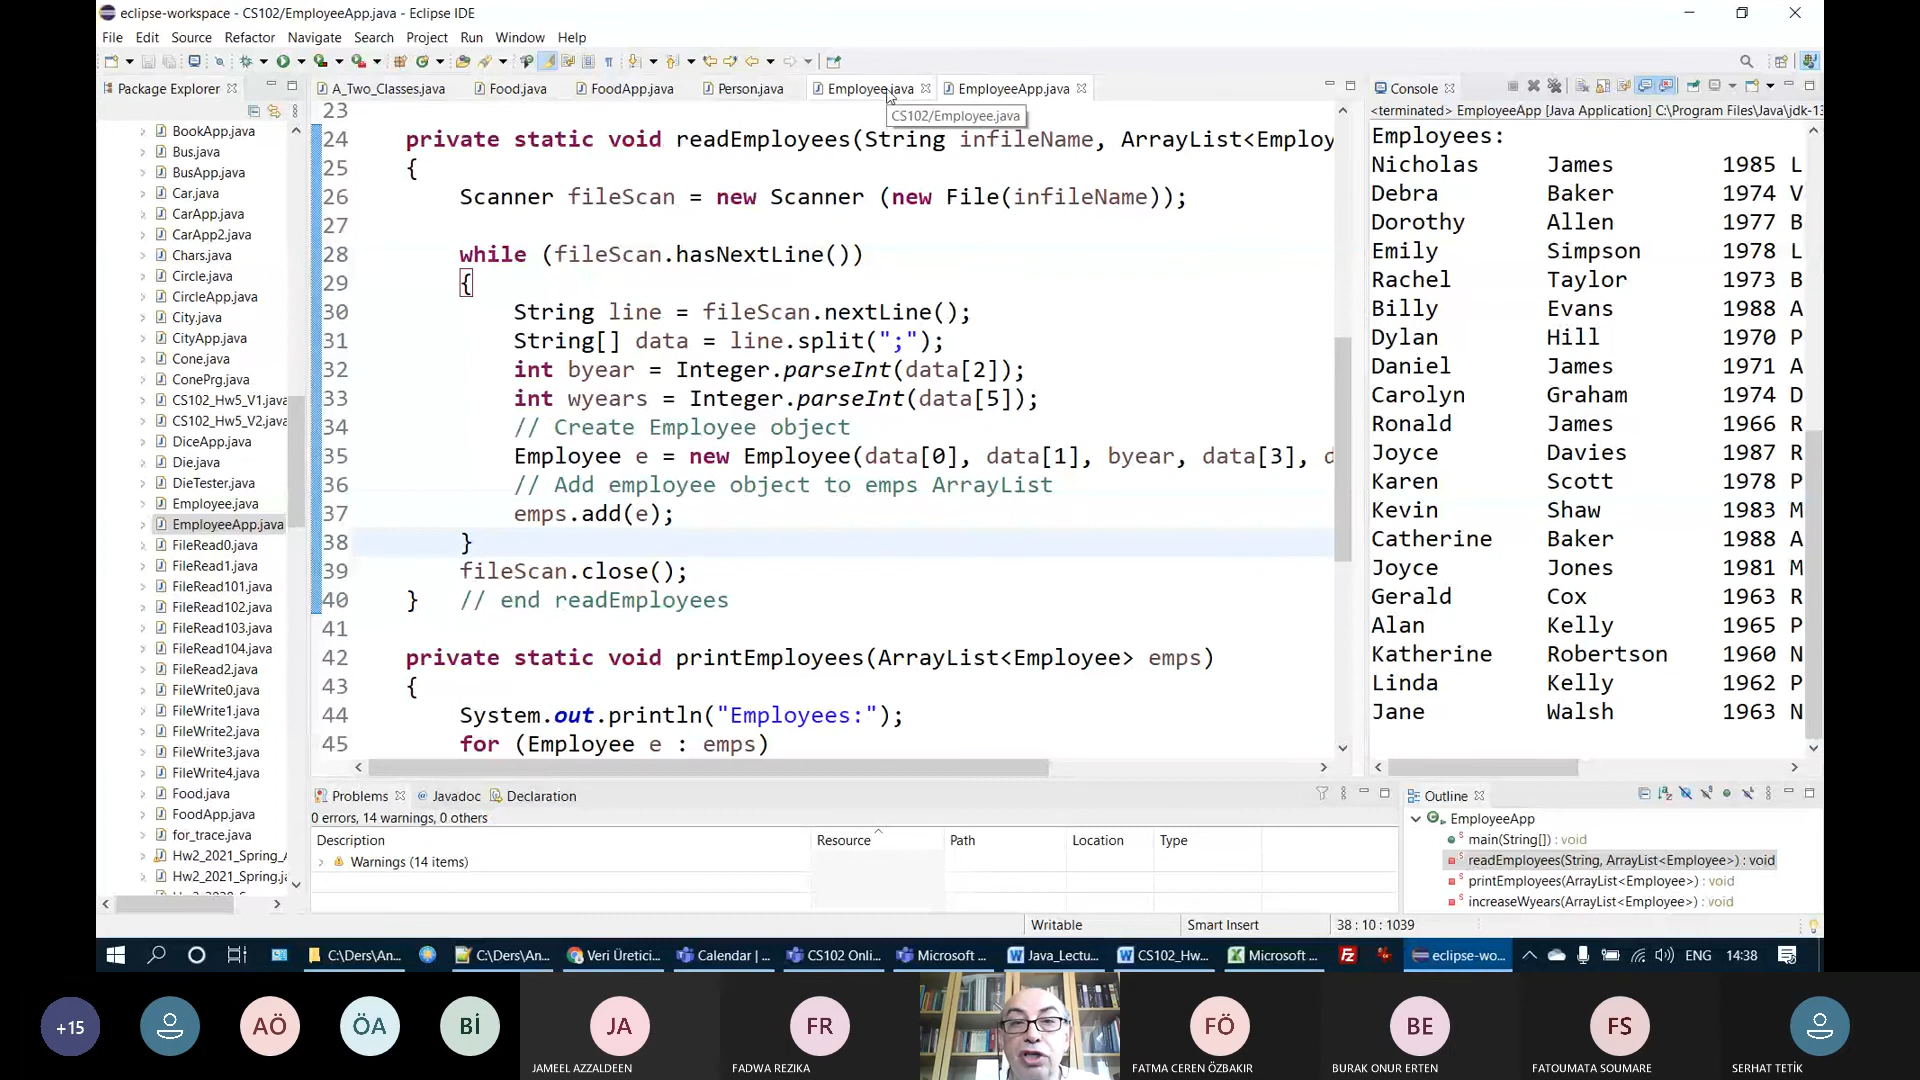 eclipse-workspace - CS102/EmployeeApp.java - Eclipse IDE
File Edit Source Refactor Navigate Search Project Run Window Help
Package Explorer
A_Two_Classes.java Food.java FoodApp.java Person.java Employee.java EmployeeApp.java
CS102/Employee.java
BookApp.java
Bus.java
BusApp.java
Car.java
CarApp.java
CarApp2.java
Chars.java
Circle.java
CircleApp.java
City.java
CityApp.java
Cone.java
ConePrg.java
CS102_Hw5_V1.java
CS102_Hw5_V2.java
DiceApp.java
Die.java
DieTester.java
Employee.java
EmployeeApp.java
FileRead0.java
FileRead1.java
FileRead101.java
FileRead102.java
FileRead103.java
FileRead104.java
FileRead2.java
FileWrite0.java
FileWrite1.java
FileWrite2.java
FileWrite3.java
FileWrite4.java
Food.java
FoodApp.java
for_trace.java
Hw2_2021_Spring_A
Hw2_2021_Spring.ja
23
24 private static void readEmployees(String infileName, ArrayList<Employ
25 {
26 Scanner fileScan = new Scanner (new File(infileName));
27
28 while (fileScan.hasNextLine())
29 {
30 String line = fileScan.nextLine();
31 String[] data = line.split(";");
32 int byear = Integer.parseInt(data[2]);
33 int wyears = Integer.parseInt(data[5]);
34 // Create Employee object
35 Employee e = new Employee(data[0], data[1], byear, data[3], d
36 // Add employee object to emps ArrayList
37 emps.add(e);
38 }
39 fileScan.close();
40 } // end readEmployees
41
42 private static void printEmployees(ArrayList<Employee> emps)
43 {
44 System.out.println("Employees:");
45 for (Employee e : emps)
Console
<terminated> EmployeeApp [Java Application] C:\Program Files\Java\jdk-13
Employees:
Nicholas James 1985 L
Debra Baker 1974 V
Dorothy Allen 1977 B
Emily Simpson 1978 L
Rachel Taylor 1973 B
Billy Evans 1988 A
Dylan Hill 1970 P
Daniel James 1971 A
Carolyn Graham 1974 D
Ronald James 1966 R
Joyce Davies 1987 R
Karen Scott 1978 P
Kevin Shaw 1983 M
Catherine Baker 1988 A
Joyce Jones 1981 M
Gerald Cox 1963 R
Alan Kelly 1965 P
Katherine Robertson 1960 N
Linda Kelly 1962 P
Jane Walsh 1963 N
Problems Javadoc Declaration
0 errors, 14 warnings, 0 others
Description Resource Path Location Type
Warnings (14 items)
Outline
EmployeeApp
main(String[]) : void
readEmployees(String, ArrayList<Employee>) : void
printEmployees(ArrayList<Employee>) : void
increaseWyears(ArrayList<Employee>) : void
Writable Smart Insert 38 : 10 : 1039
C:\Ders\An... C:\Ders\An... Veri Üretici... Calendar | ... CS102 Onli... Microsoft ... Java_Lectu... CS102_Hw... Microsoft ... eclipse-wo... ENG 14:38
+15 AÖ ÖA Bİ JA FR FÖ BE FS
JAMEEL AZZALDEEN FADWA REZIKA FATMA CEREN ÖZBAKIR BURAK ONUR ERTEN FATOUMATA SOUMARE SERHAT TETİK